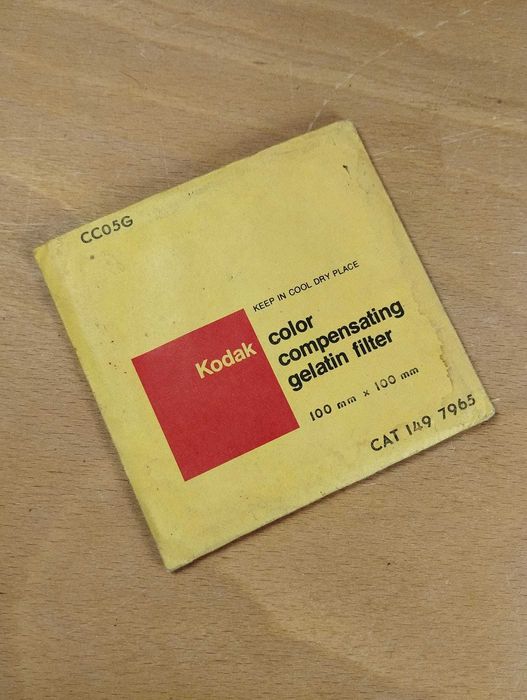 CC05G
KEEP IN COOL DRY PLACE
Kodak
color
compensating
gelatin filter
100 mm x 100 mm
CAT 149 7965